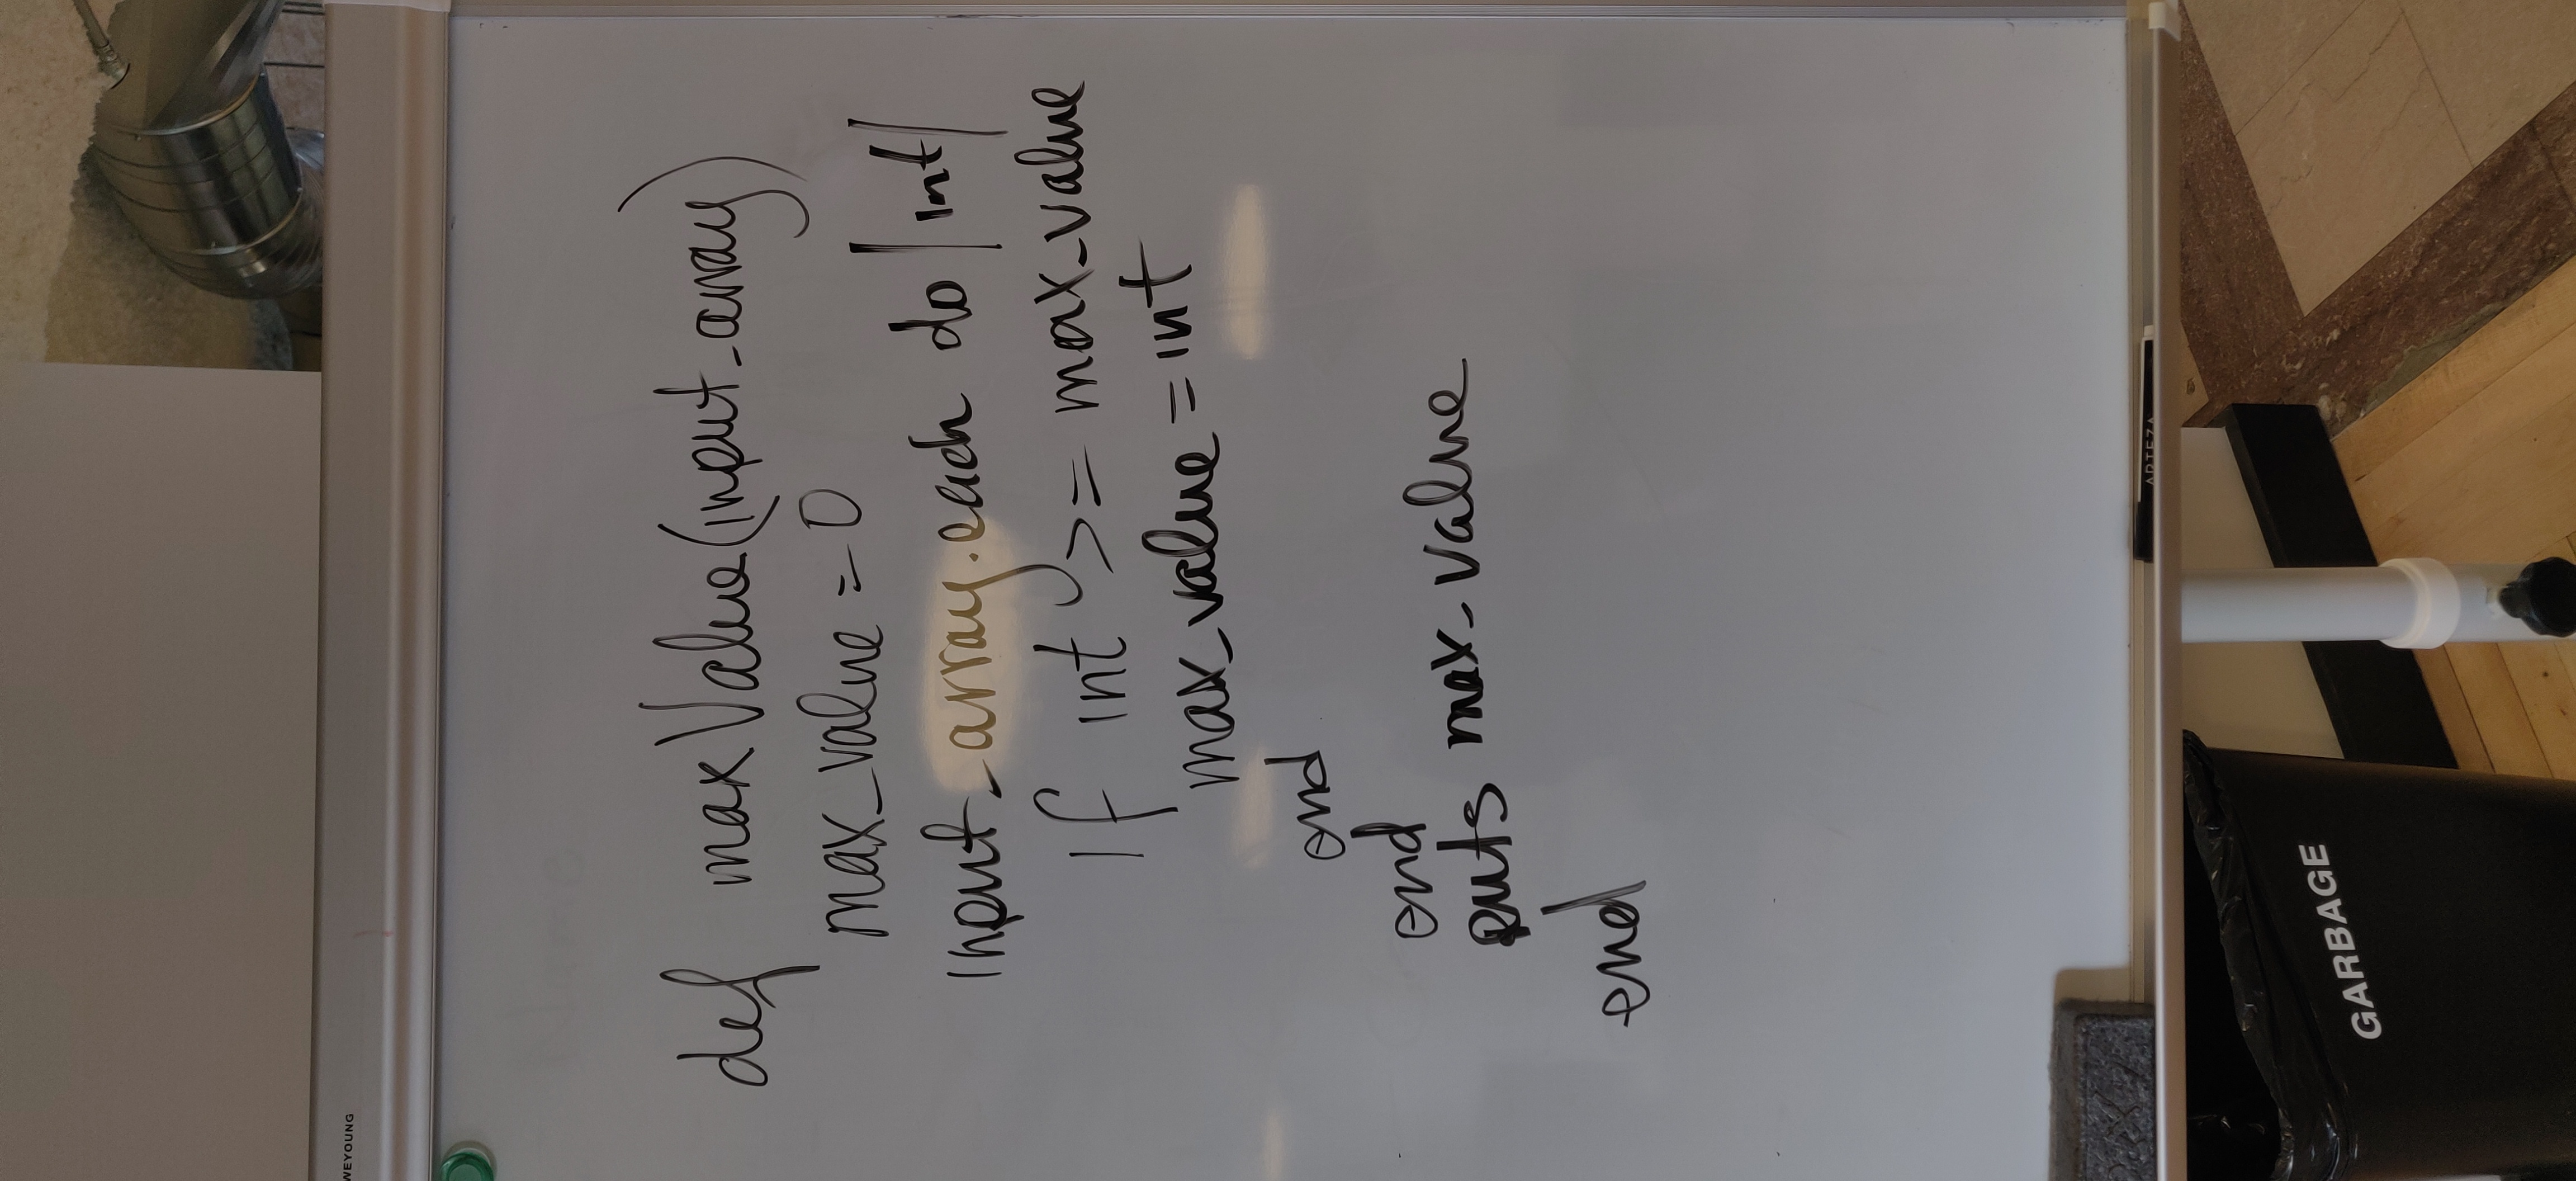 WEYOUNG
Name
def maxValue(input_array)
max_value = 0
input_array.each do |int|
if int >= max_value
max_value = int
end
end
puts max_value
end
ARTEZA
GARBAGE